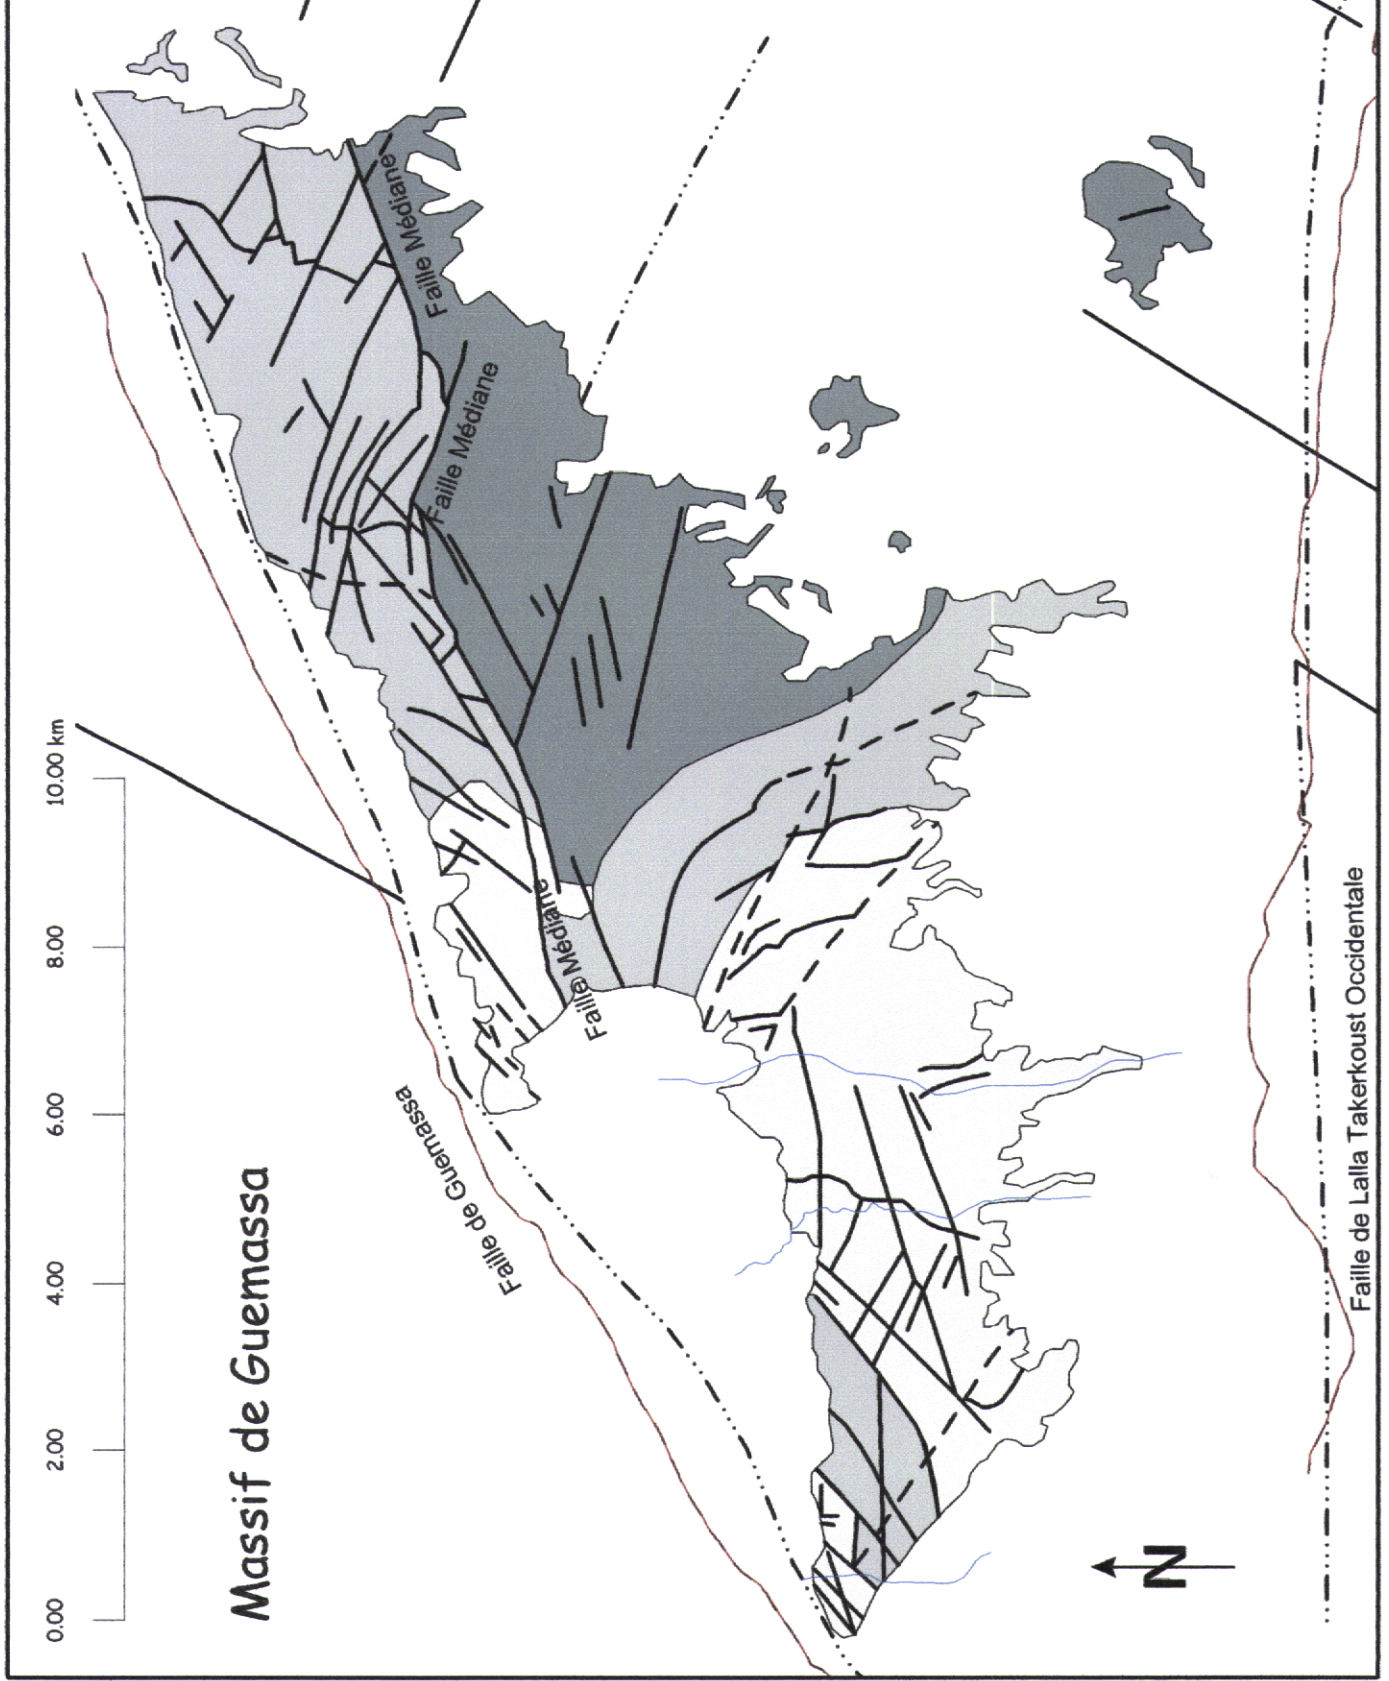 0.00 2.00 4.00 6.00 8.00 10.00 km
Massif de Guemassa
Faille de Guemassa
Faille Médiane
Faille Médiane
Faille Médiane
N
Faille de Lalla Takerkoust Occidentale